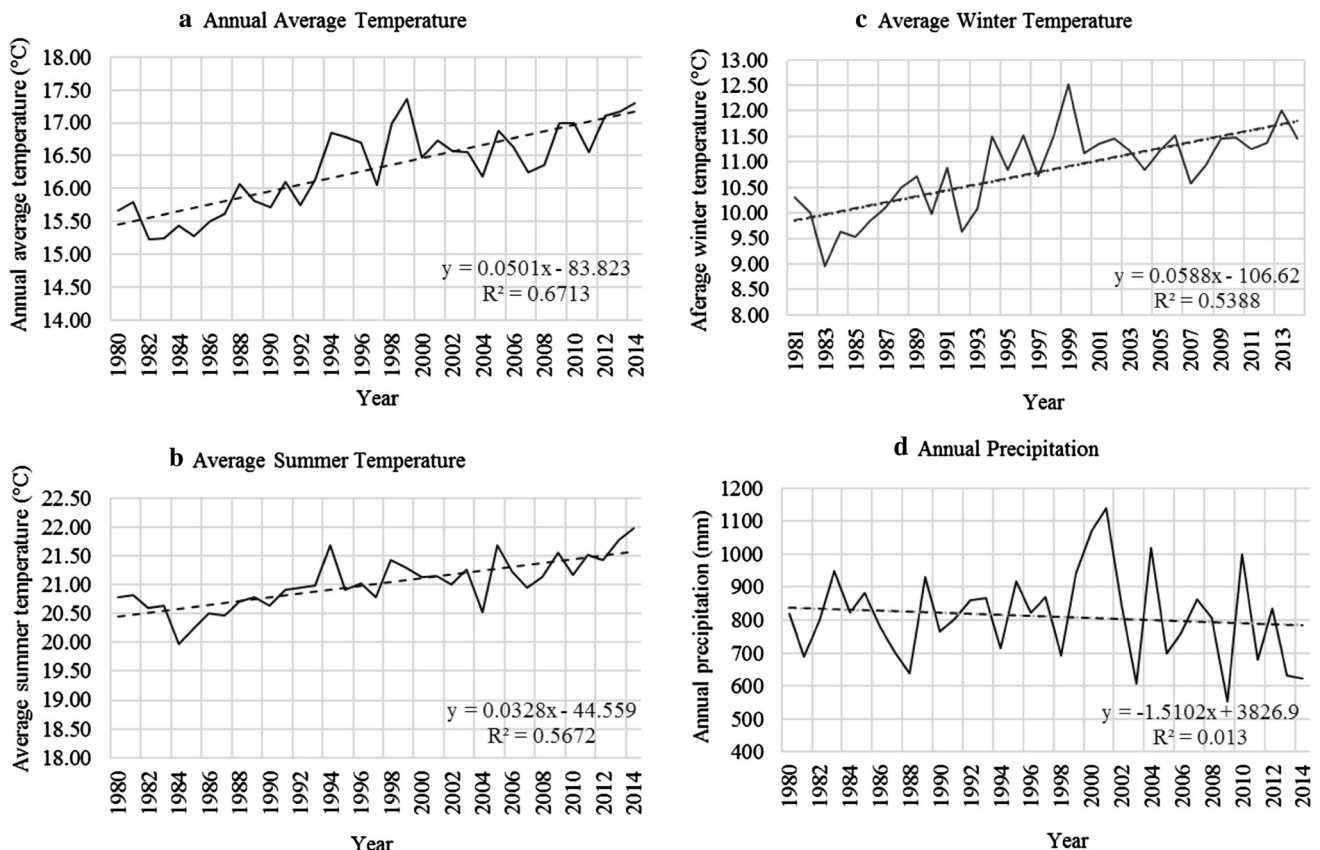 a Annual Average Temperature
Annual average temperature (°C)
18.00
17.50
17.00
16.50
16.00
15.50
15.00
14.50
14.00
y = 0.0501x - 83.823
R² = 0.6713
1980 1982 1984 1986 1988 1990 1992 1994 1996 1998 2000 2002 2004 2006 2008 2010 2012 2014
Year
c Average Winter Temperature
Aferage winter temperature (°C)
13.00
12.50
12.00
11.50
11.00
10.50
10.00
9.50
9.00
8.50
8.00
y = 0.0588x - 106.62
R² = 0.5388
1981 1983 1985 1987 1989 1991 1993 1995 1997 1999 2001 2003 2005 2007 2009 2011 2013
Year
b Average Summer Temperature
Average summer temperature (°C)
22.50
22.00
21.50
21.00
20.50
20.00
19.50
19.00
18.50
18.00
y = 0.0328x - 44.559
R² = 0.5672
1980 1982 1984 1986 1988 1990 1992 1994 1996 1998 2000 2002 2004 2006 2008 2010 2012 2014
Year
d Annual Precipitation
Annual precipitation (mm)
1200
1100
1000
900
800
700
600
500
400
y = -1.5102x + 3826.9
R² = 0.013
1980 1982 1984 1986 1988 1990 1992 1994 1996 1998 2000 2002 2004 2006 2008 2010 2012 2014
Year